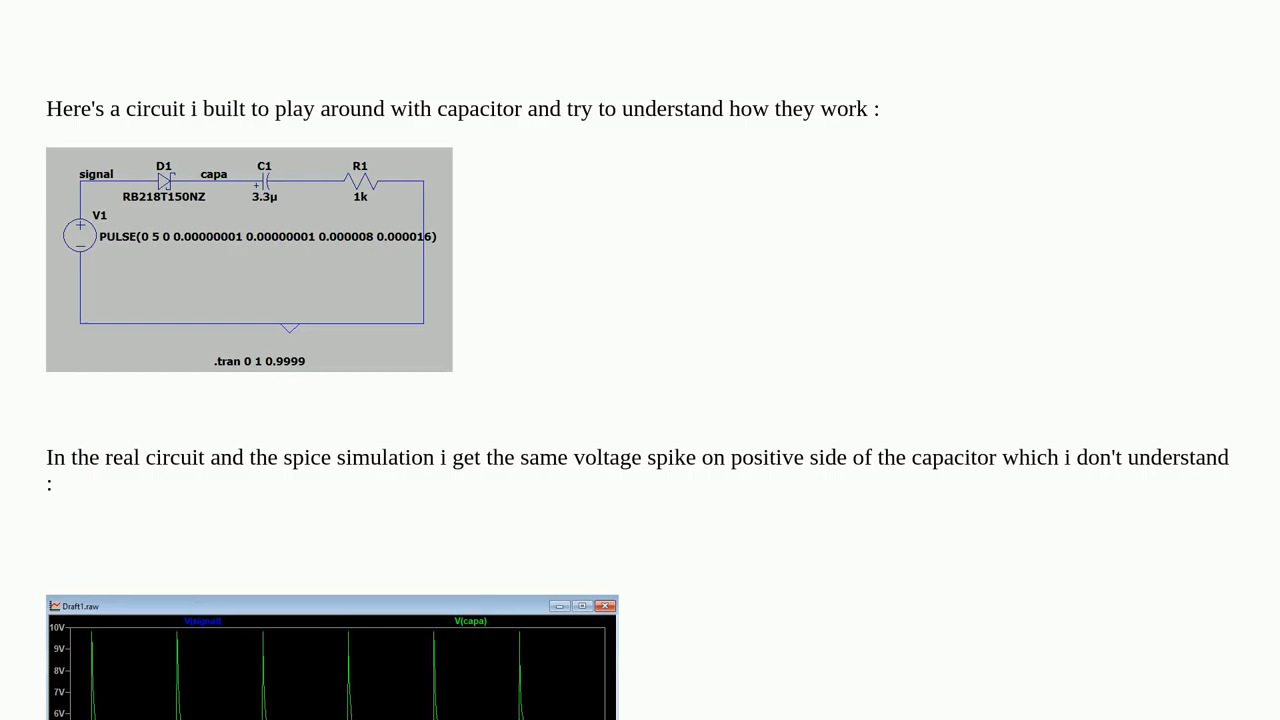 Here's a circuit i built to play around with capacitor and try to understand how they work :
D1
C1
R1
signal
capa
+
RB218T150NZ
3.3µ
1k
V1
PULSE(0 5 0 0.00000001 0.00000001 0.000008 0.000016)
.tran 0 1 0.9999
In the real circuit and the spice simulation i get the same voltage spike on positive side of the capacitor which i don't understand
:
Draft1.raw
V(signal)
V(capa)
10V
9V
8V
7V
6V